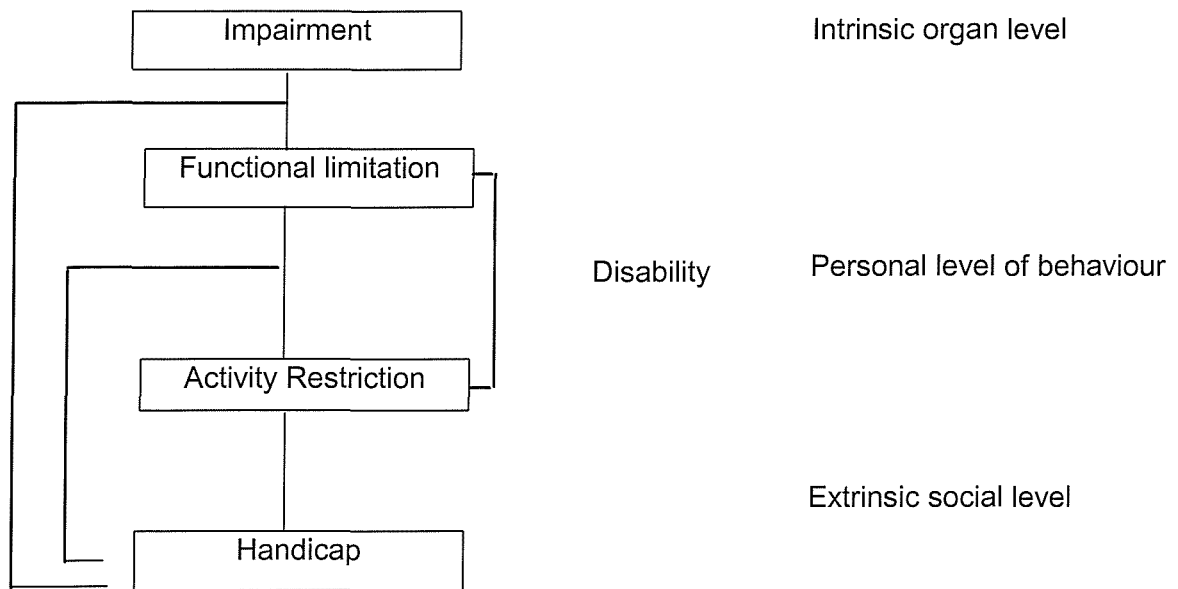 Impairment
Intrinsic organ level
Functional limitation
Disability
Personal level of behaviour
Activity Restriction
Extrinsic social level
Handicap